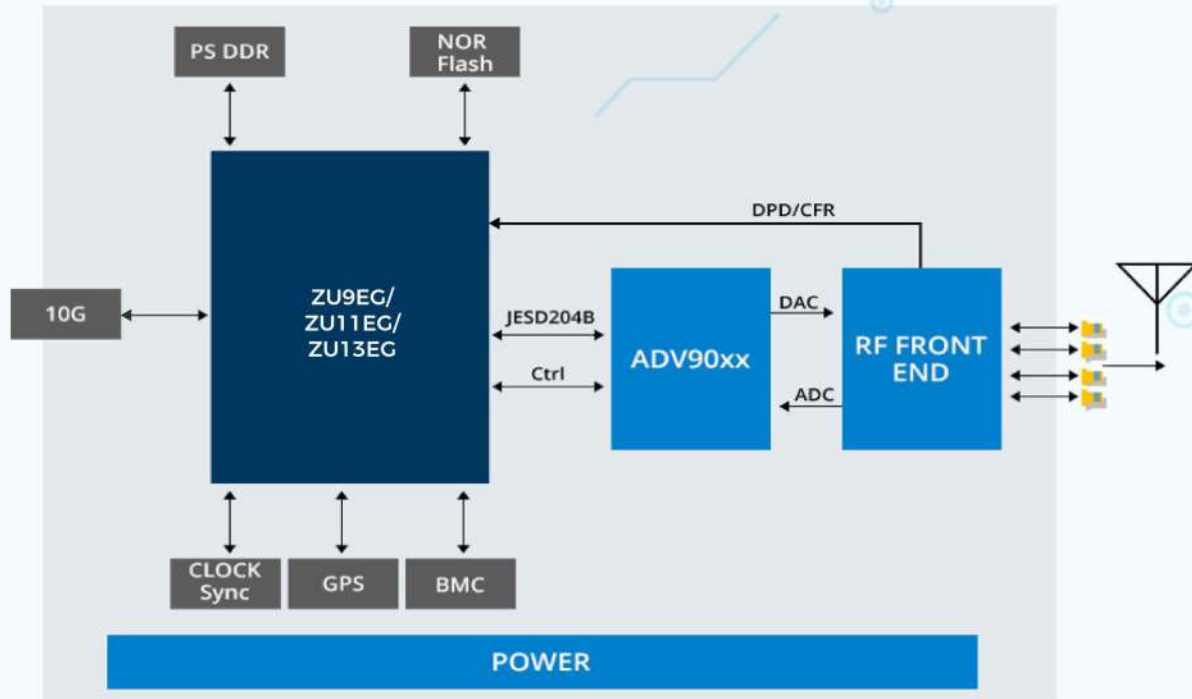 PS DDR
NOR
Flash
DPD/CFR
ZU9EG/
ZU11EG/
ZU13EG
10G
JESD204B
Ctrl
ADV90xx
DAC
ADC
RF FRONT
END
CLOCK
Sync
GPS
BMC
POWER